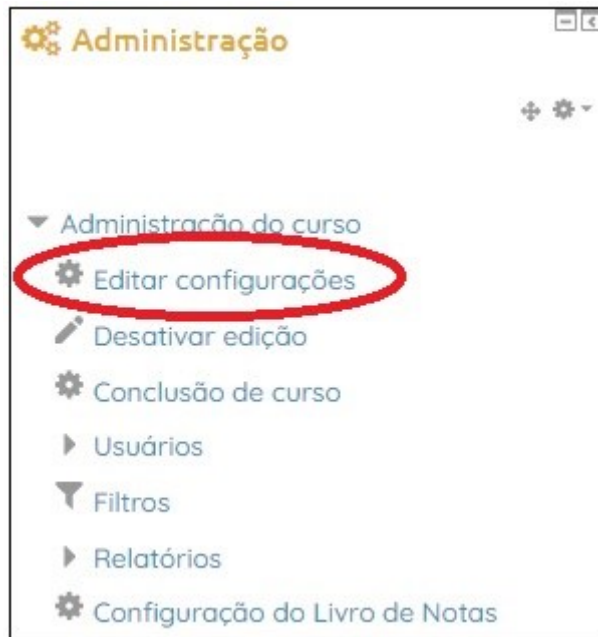 Administração
Administração do curso
Editar configurações
Desativar edição
Conclusão de curso
Usuários
Filtros
Relatórios
Configuração do Livro de Notas